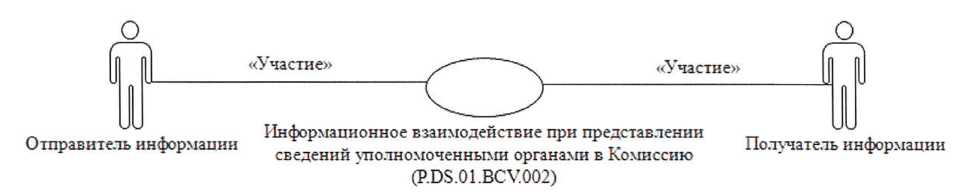 «Участие»
«Участие»
Отправитель информации
Информационное взаимодействие при представлении
сведений уполномоченными органами в Комиссию
(P.DS.01.BCV.002)
Получатель информации